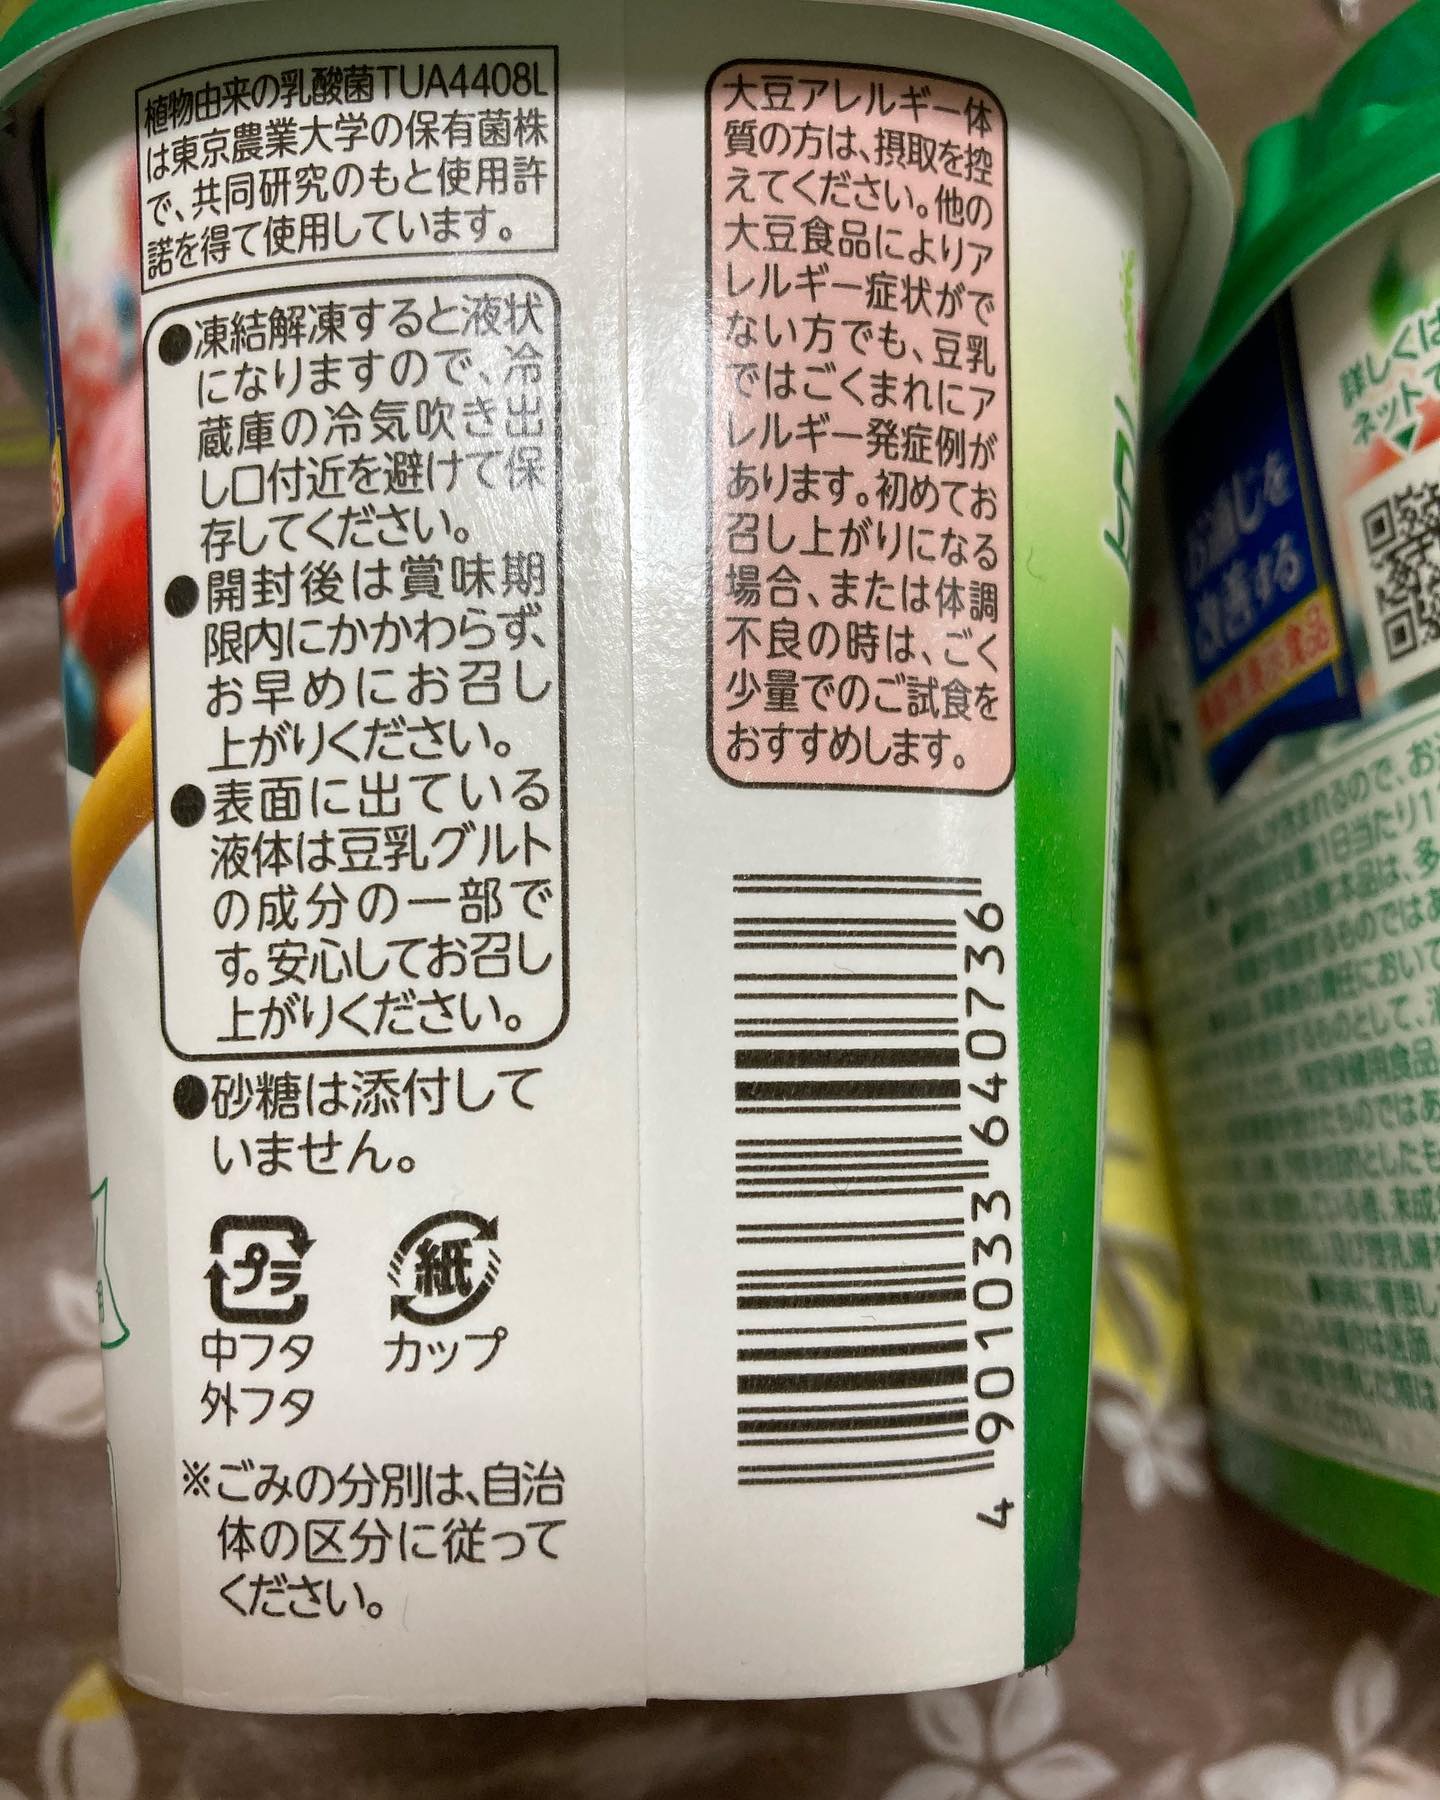 植物由来の乳酸菌TUA4408L
は東京農業大学の保有菌株
で、共同研究のもと使用許
諾を得て使用しています。
●凍結解凍すると液状
になりますので、冷
蔵庫の冷気吹き出
し口付近を避けて保
存してください。
●開封後は賞味期
限内にかかわらず、
お早めにお召し
上がりください。
●表面に出ている
液体は豆乳グルト
の成分の一部で
す。安心してお召し
上がりください。
●砂糖は添付して
いません。
プラ
中フタ
外フタ
紙
カップ
※ごみの分別は、自治
体の区分に従って
ください。
大豆アレルギー体
質の方は、摂取を控
えてください。他の
大豆食品によりア
レルギー症状がで
ない方でも、豆乳
ではごくまれにア
レルギー発症例が
あります。初めてお
召し上がりになる
場合、または体調
不良の時は、ごく
少量でのご試食を
おすすめします。
4 901033 640736
詳しくは
ネットで
お通じを
改善する